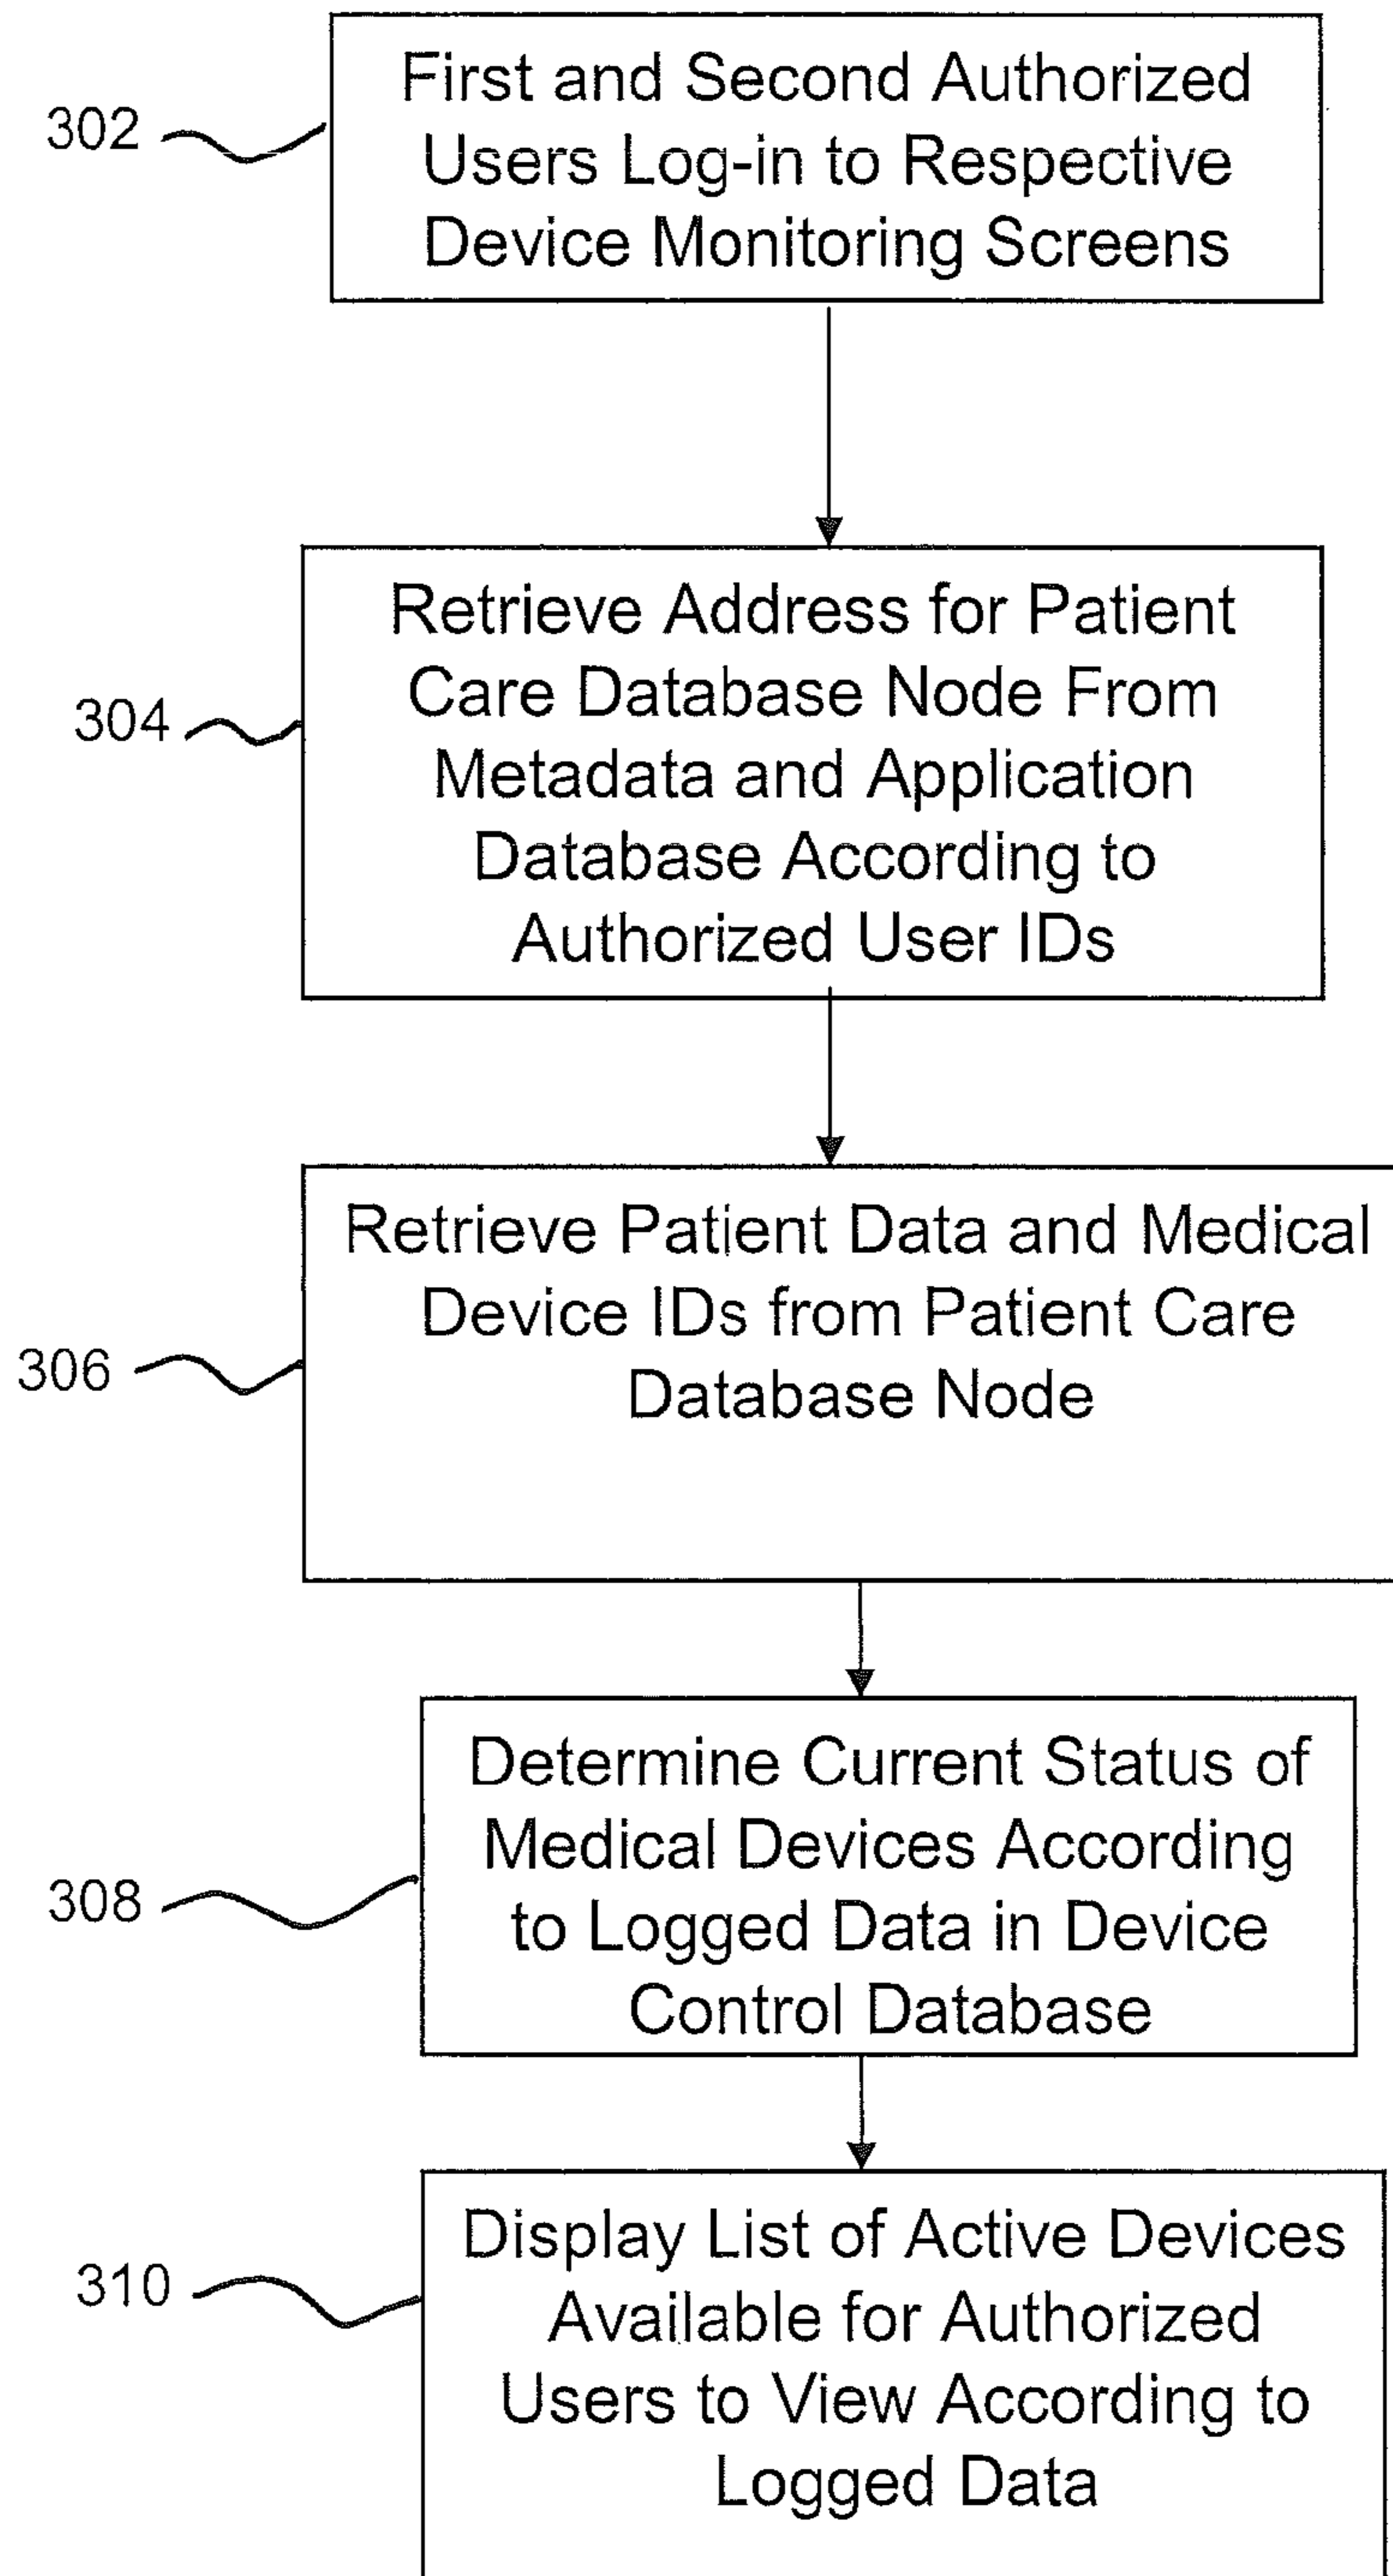 First and Second Authorized
302
Users Log-in to Respective
Device Monitoring Screens
Retrieve Address for Patient
Care Database Node From
304
Metadata and Application
Database According to
Authorized User IDs
Retrieve Patient Data and Medical
Device IDs from Patient Care
306
Database Node
Determine Current Status of
Medical Devices According
308
to Logged Data in Device
Control Database
Display List of Active Devices
310
Available for Authorized
Users to View According to
Logged Data